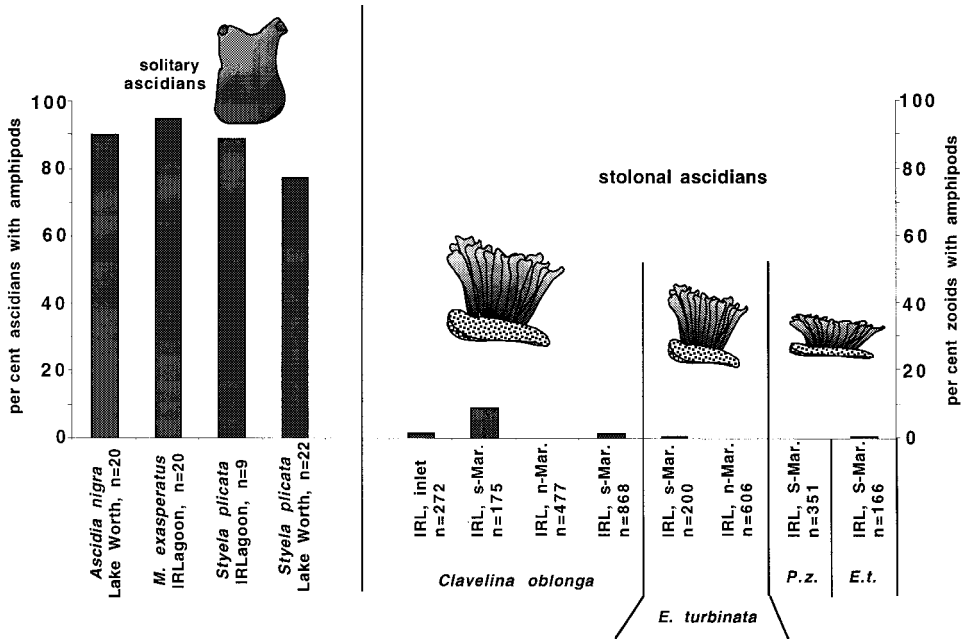 solitary
ascidians
per cent ascidians with amphipods
100
80
60
40
20
0
Ascidia nigra
Lake Worth, n=20
M. exasperatus
IRLagoon, n=20
Styela plicata
IRLagoon, n=9
Styela plicata
Lake Worth, n=22
stolonal ascidians
IRL, inlet
n=272
IRL, s-Mar.
n=175
IRL, n-Mar.
n=477
IRL, s-Mar.
n=868
IRL, s-Mar.
n=200
IRL, n-Mar.
n=606
IRL, S-Mar.
n=351
IRL, S-Mar.
n=166
Clavelina oblonga
E. turbinata
P.z.
E.t.
100
80
60
40
20
0
per cent zooids with amphipods